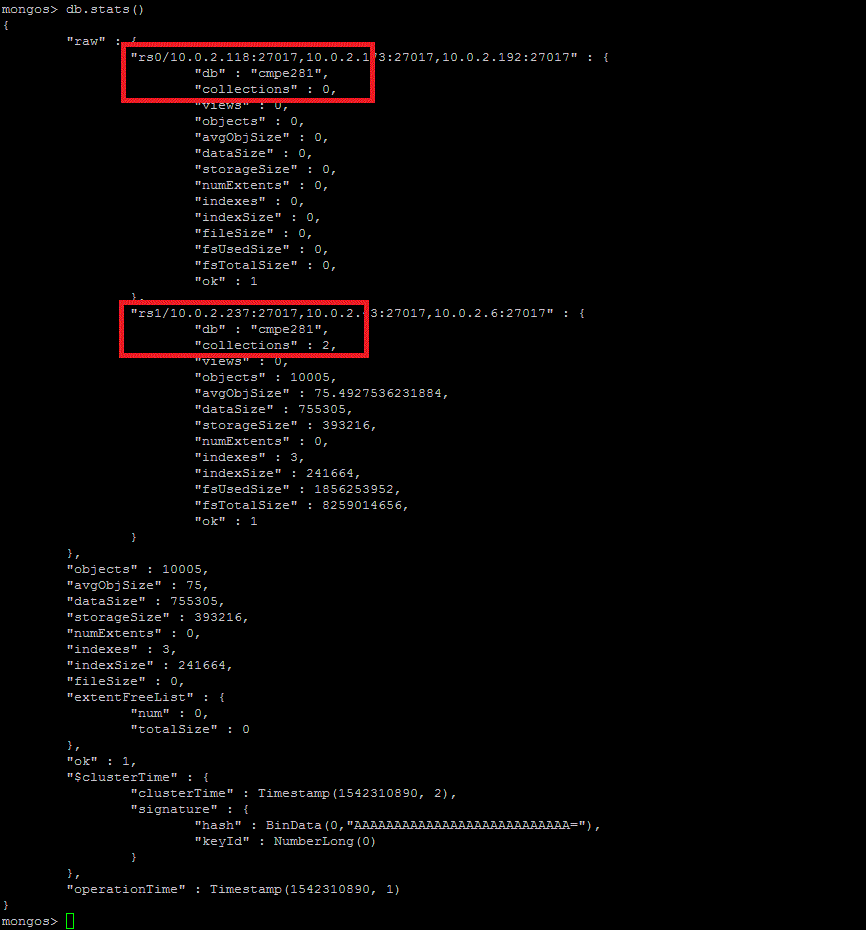 mongos> db.stats()
{
"raw" : {
"rs0/10.0.2.118:27017,10.0.2.1 3:27017,10.0.2.192:27017" : {
"db" : "cmpe281",
"collections" : 0,
"views" : 0,
"objects" : 0,
"avgObjSize" : 0,
"dataSize" : 0,
"storageSize" : 0,
"numExtents" : 0,
"indexes" : 0,
"indexSize" : 0,
"fileSize" : 0,
"fsUsedSize" : 0,
"fsTotalSize" : 0,
"ok" : 1
},
"rs1/10.0.2.237:27017,10.0.2. 3:27017,10.0.2.6:27017" : {
"db" : "cmpe281",
"collections" : 2,
"views" : 0,
"objects" : 10005,
"avgObjSize" : 75.4927536231884,
"dataSize" : 755305,
"storageSize" : 393216,
"numExtents" : 0,
"indexes" : 3,
"indexSize" : 241664,
"fsUsedSize" : 1856253952,
"fsTotalSize" : 8259014656,
"ok" : 1
}
},
"objects" : 10005,
"avgObjSize" : 75,
"dataSize" : 755305,
"storageSize" : 393216,
"numExtents" : 0,
"indexes" : 3,
"indexSize" : 241664,
"fileSize" : 0,
"extentFreeList" : {
"num" : 0,
"totalSize" : 0
},
"ok" : 1,
"$clusterTime" : {
"clusterTime" : Timestamp(1542310890, 2),
"signature" : {
"hash" : BinData(0,"AAAAAAAAAAAAAAAAAAAAAAAAAAA="),
"keyId" : NumberLong(0)
}
},
"operationTime" : Timestamp(1542310890, 1)
}
mongos>